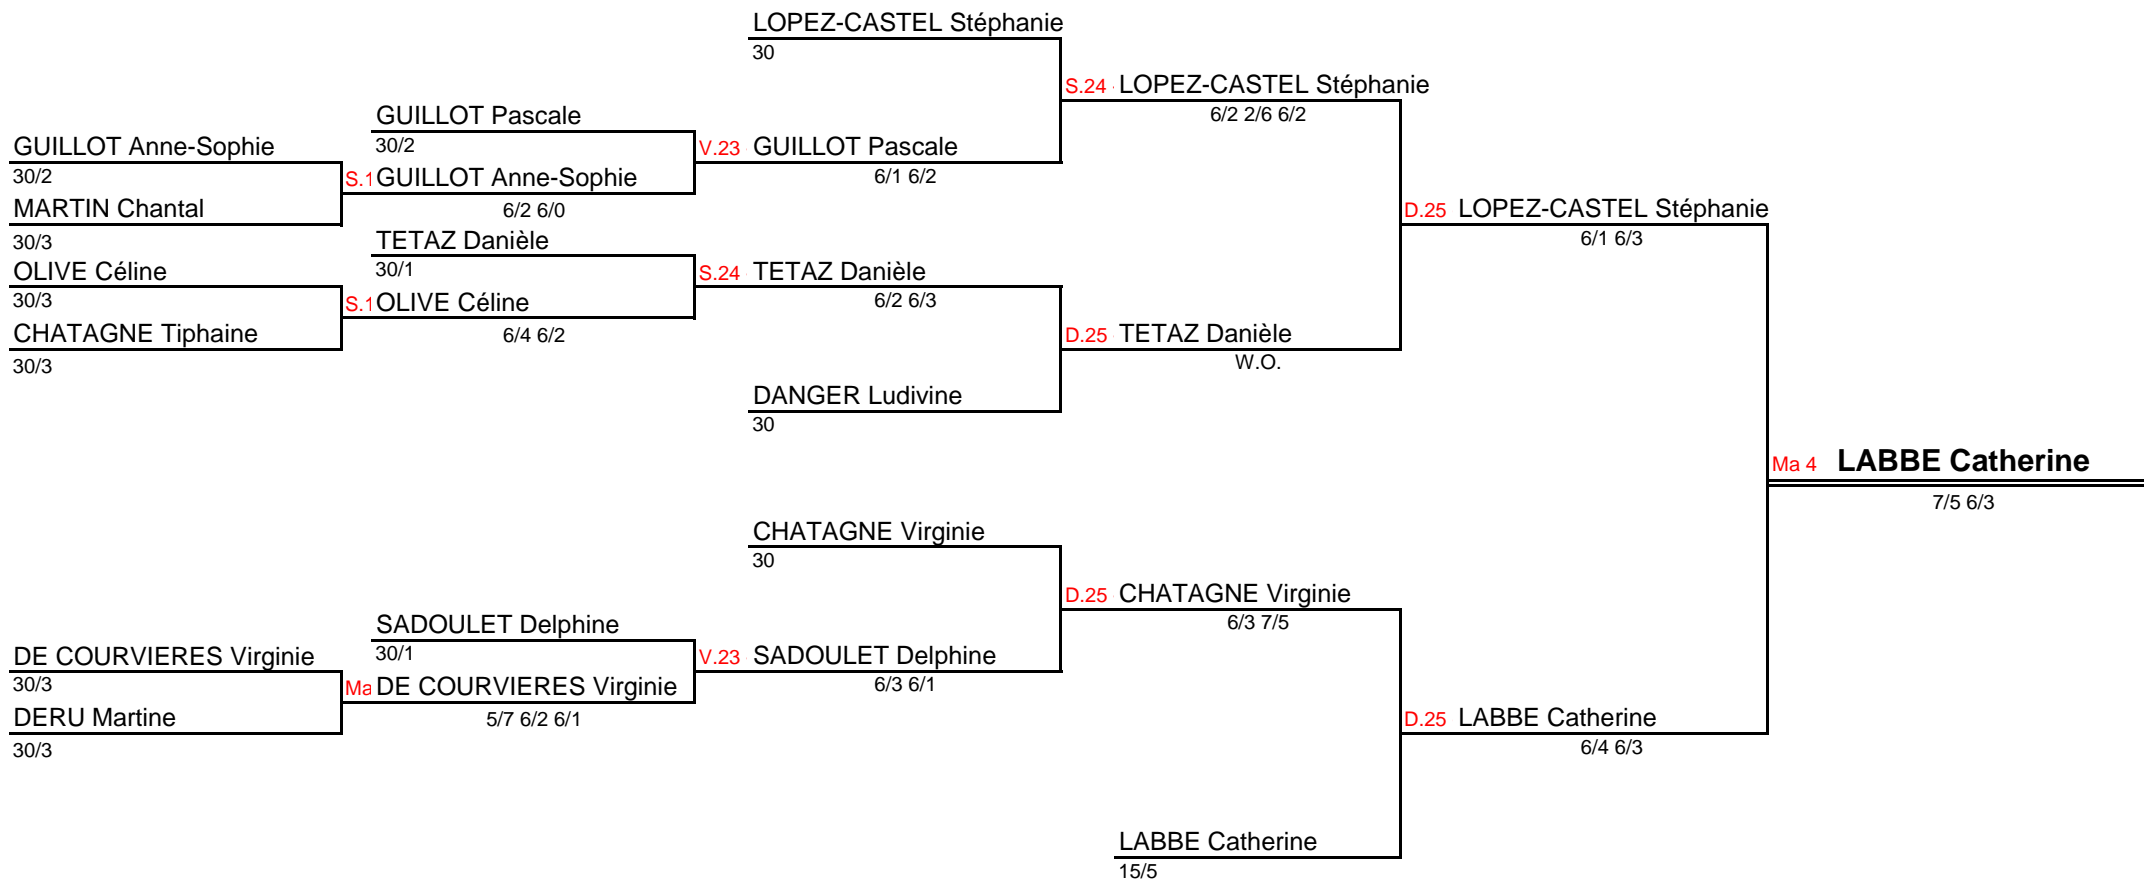 LOPEZ-CASTEL Stéphanie
30
S.24 LOPEZ-CASTEL Stéphanie
6/2 2/6 6/2
GUILLOT Pascale
30/2
GUILLOT Anne-Sophie
30/2
V.23 GUILLOT Pascale
6/1 6/2
S.1 GUILLOT Anne-Sophie
6/2 6/0
MARTIN Chantal
30/3
D.25 LOPEZ-CASTEL Stéphanie
6/1 6/3
TETAZ Danièle
30/1
OLIVE Céline
30/3
S.24 TETAZ Danièle
6/2 6/3
S.1 OLIVE Céline
6/4 6/2
CHATAGNE Tiphaine
30/3
D.25 TETAZ Danièle
W.O.
DANGER Ludivine
30
Ma 4 LABBE Catherine
7/5 6/3
CHATAGNE Virginie
30
D.25 CHATAGNE Virginie
6/3 7/5
SADOULET Delphine
30/1
DE COURVIERES Virginie
30/3
V.23 SADOULET Delphine
6/3 6/1
Ma DE COURVIERES Virginie
5/7 6/2 6/1
DERU Martine
30/3
D.25 LABBE Catherine
6/4 6/3
LABBE Catherine
15/5